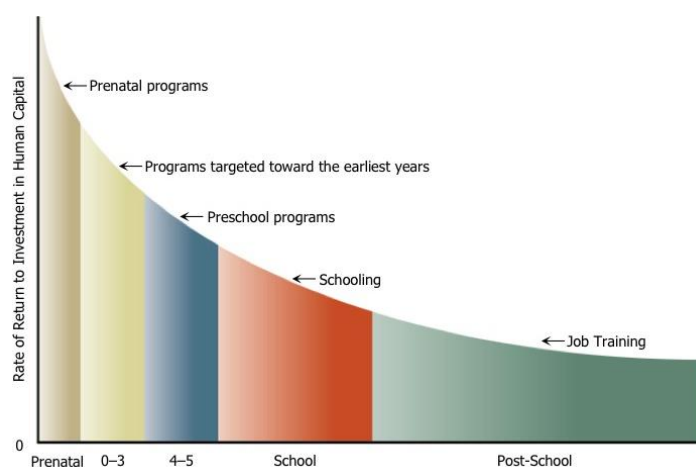 Rate of Return to Investment in Human Capital
Prenatal programs
Programs targeted toward the earliest years
Preschool programs
Schooling
Job Training
0
Prenatal
0–3
4–5
School
Post-School